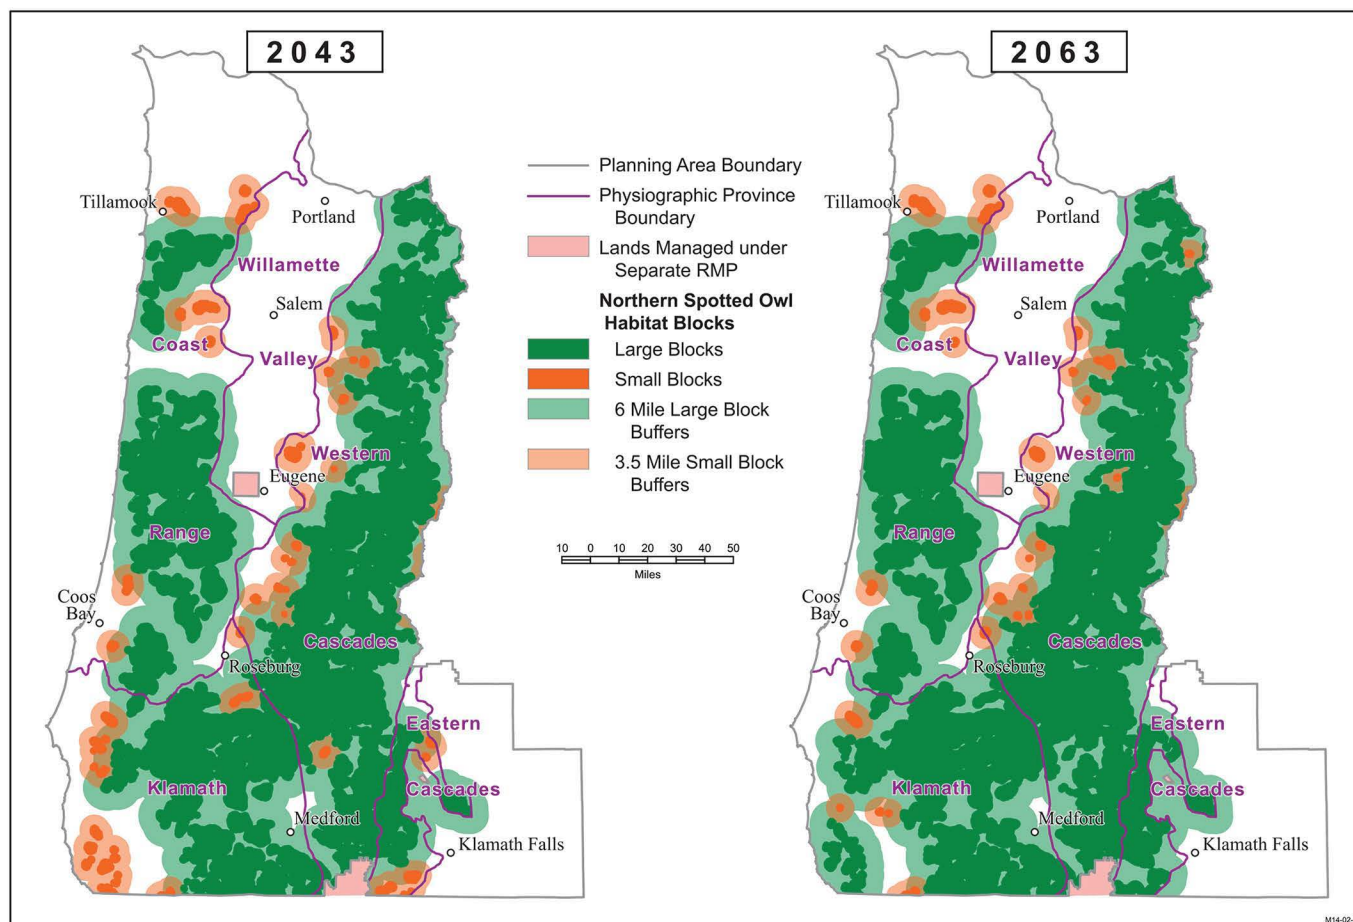 2043
2063
Planning Area Boundary
Physiographic Province
Boundary
Lands Managed under
Separate RMP
Northern Spotted Owl
Habitat Blocks
Large Blocks
Small Blocks
6 Mile Large Block
Buffers
3.5 Mile Small Block
Buffers
10 0 10 20 30 40 50
Miles
Tillamook
Portland
Willamette
Salem
Coast
Valley
Western
Eugene
Range
Coos
Bay
Cascades
Roseburg
Eastern
Klamath
Cascades
Medford
Klamath Falls
Tillamook
Portland
Willamette
Salem
Coast
Valley
Western
Eugene
Range
Coos
Bay
Cascades
Roseburg
Eastern
Klamath
Cascades
Medford
Klamath Falls